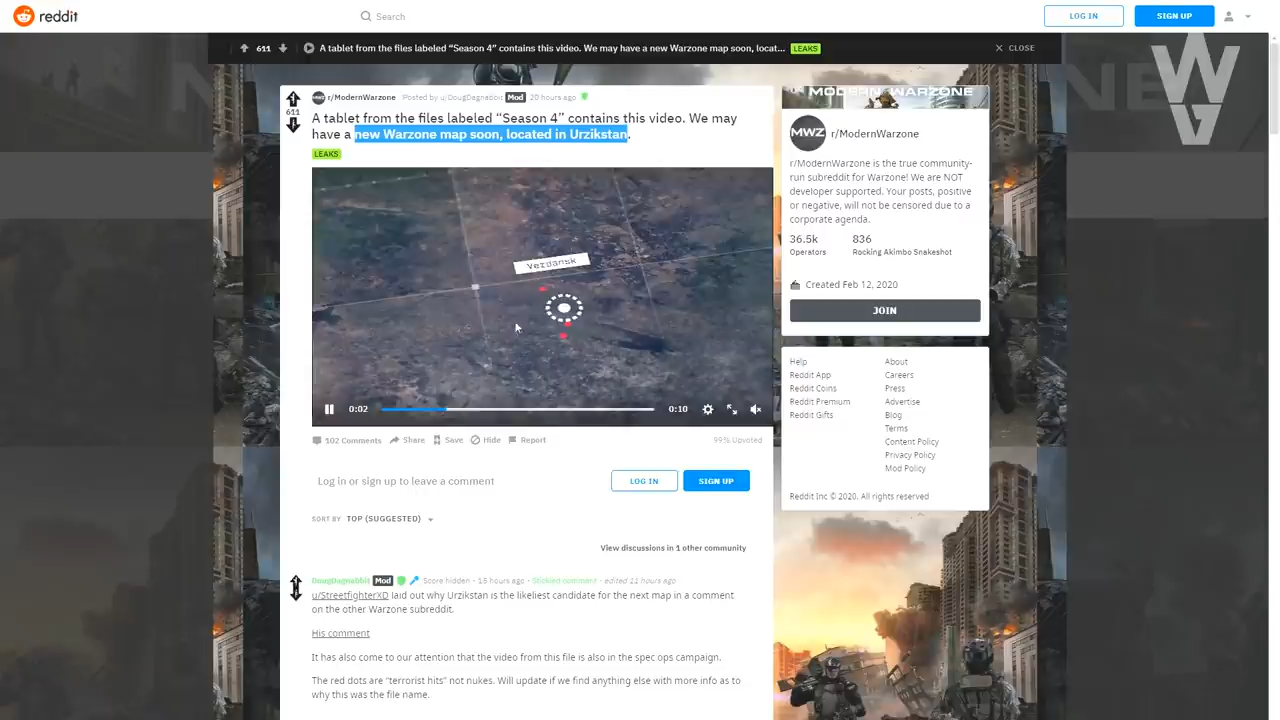 reddit
Search
LOG IN
SIGN UP
611
A tablet from the files labeled “Season 4” contains this video. We may have a new Warzone map soon, locat...
LEAKS
CLOSE
r/ModernWarzone
Posted by u/DougDagnabbit
Mod
20 hours ago
611
A tablet from the files labeled “Season 4” contains this video. We may
have a new Warzone map soon, located in Urzikstan.
LEAKS
Verdansk
0:02
0:10
102 Comments
Share
Save
Hide
Report
99% Upvoted
Log in or sign up to leave a comment
LOG IN
SIGN UP
SORT BY
TOP (SUGGESTED)
View discussions in 1 other community
DougDagnabbit
Mod
Score hidden · 15 hours ago · Stickied comment · edited 11 hours ago
u/StreetfighterXD laid out why Urzikstan is the likeliest candidate for the next map in a comment
on the other Warzone subreddit.
His comment
It has also come to our attention that the video from this file is also in the spec ops campaign.
The red dots are “terrorist hits” not nukes. Will update if we find anything else with more info as to
why this was the file name.
MODERN WARZONE
MWZ
r/ModernWarzone
r/ModernWarzone is the true community-
run subreddit for Warzone! We are NOT
developer supported. Your posts, positive
or negative, will not be censored due to a
corporate agenda.
36.5k
836
Operators
Rocking Akimbo Snakeshot
Created Feb 12, 2020
JOIN
Help
About
Reddit App
Careers
Reddit Coins
Press
Reddit Premium
Advertise
Reddit Gifts
Blog
Terms
Content Policy
Privacy Policy
Mod Policy
Reddit Inc © 2020. All rights reserved